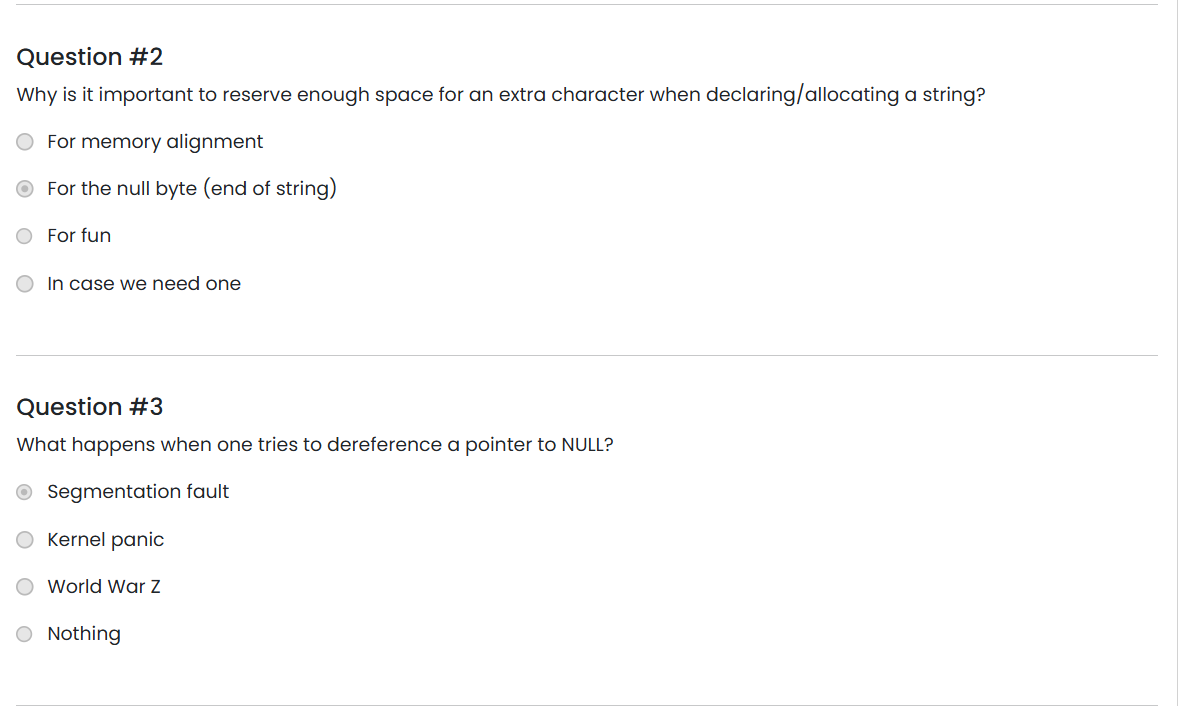 Question #2
Why is it important to reserve enough space for an extra character when declaring/allocating a string?
For memory alignment
For the null byte (end of string)
For fun
In case we need one
Question #3
What happens when one tries to dereference a pointer to NULL?
Segmentation fault
Kernel panic
World War Z
Nothing